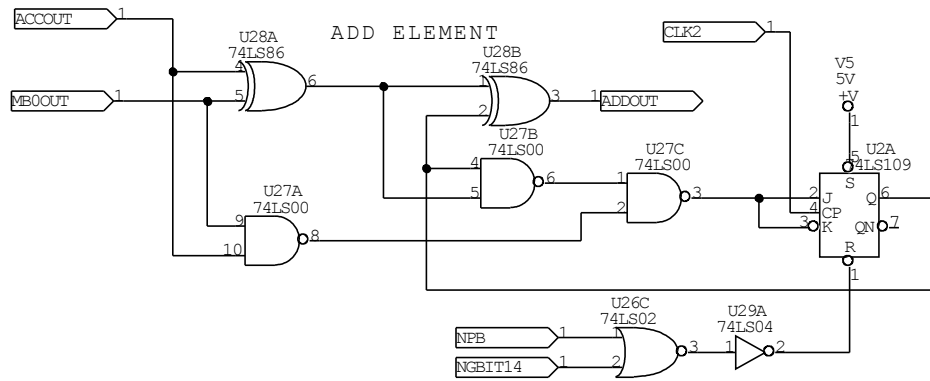 ACCOUT 1
U28A
74LS86
4
5
6
ADD ELEMENT
U28B
74LS86
1
2
3
1 ADDOUT
CLK2 1
V5
5V
+V
1
MB0OUT 1
U27B
74LS00
4
5
6
U27C
74LS00
1
2
3
U2A
74LS109
5
S
2 J Q 6
4 CP
3 K QN 7
R
1
U27A
74LS00
9
10
8
U26C
74LS02
NPB 1
1
NGBIT14 1
2
3
U29A
74LS04
1
2